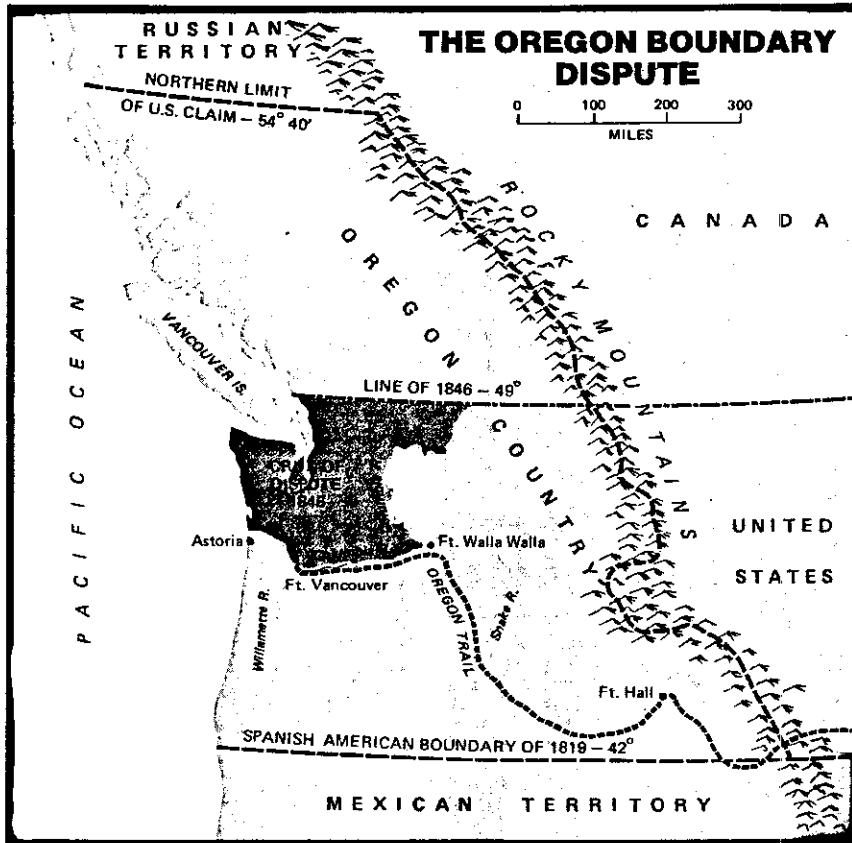 THE OREGON BOUNDARY
DISPUTE
0 100 200 300
MILES
RUSSIAN
TERRITORY
NORTHERN LIMIT
OF U.S. CLAIM – 54° 40'
CANADA
ROCKY MOUNTAINS
OREGON
COUNTRY
PACIFIC OCEAN
VANCOUVER IS.
LINE OF 1846 – 49°
OF
DISPUTE
UNITED
STATES
Astoria
Ft. Walla Walla
Ft. Vancouver
OREGON TRAIL
Snake R.
Willamette R.
Ft. Hall
SPANISH AMERICAN BOUNDARY OF 1819 – 42°
MEXICAN TERRITORY